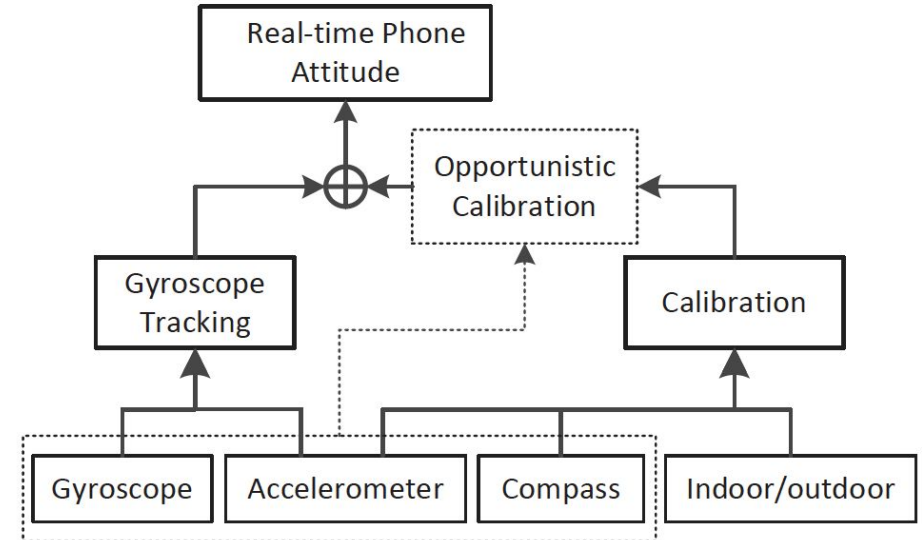 Real-time Phone
Attitude
Opportunistic
Calibration
Gyroscope
Tracking
Calibration
Gyroscope
Accelerometer
Compass
Indoor/outdoor